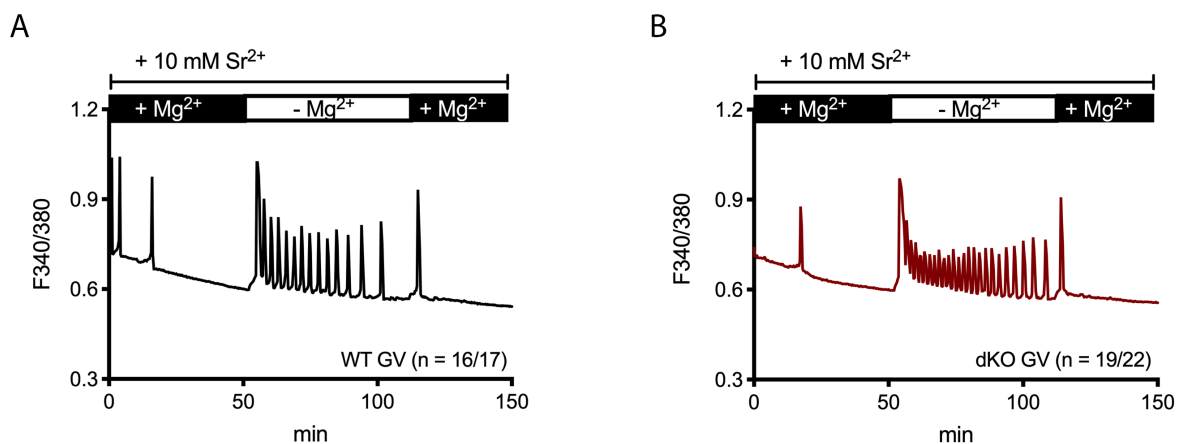 A
+ 10 mM Sr²⁺
+ Mg²⁺ - Mg²⁺ + Mg²⁺
1.2
0.9
0.6
0.3
F340/380
WT GV (n = 16/17)
0 50 100 150
min
B
+ 10 mM Sr²⁺
+ Mg²⁺ - Mg²⁺ + Mg²⁺
1.2
0.9
0.6
0.3
F340/380
dKO GV (n = 19/22)
0 50 100 150
min